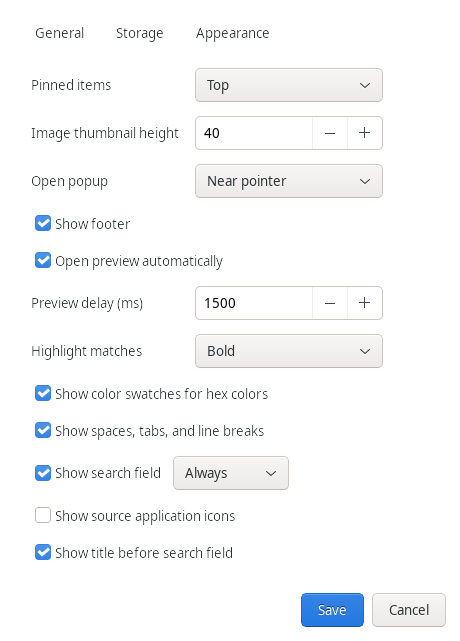 General Storage Appearance
Pinned items Top
Image thumbnail height 40
Open popup Near pointer
Show footer
Open preview automatically
Preview delay (ms) 1500
Highlight matches Bold
Show color swatches for hex colors
Show spaces, tabs, and line breaks
Show search field Always
Show source application icons
Show title before search field
Save Cancel